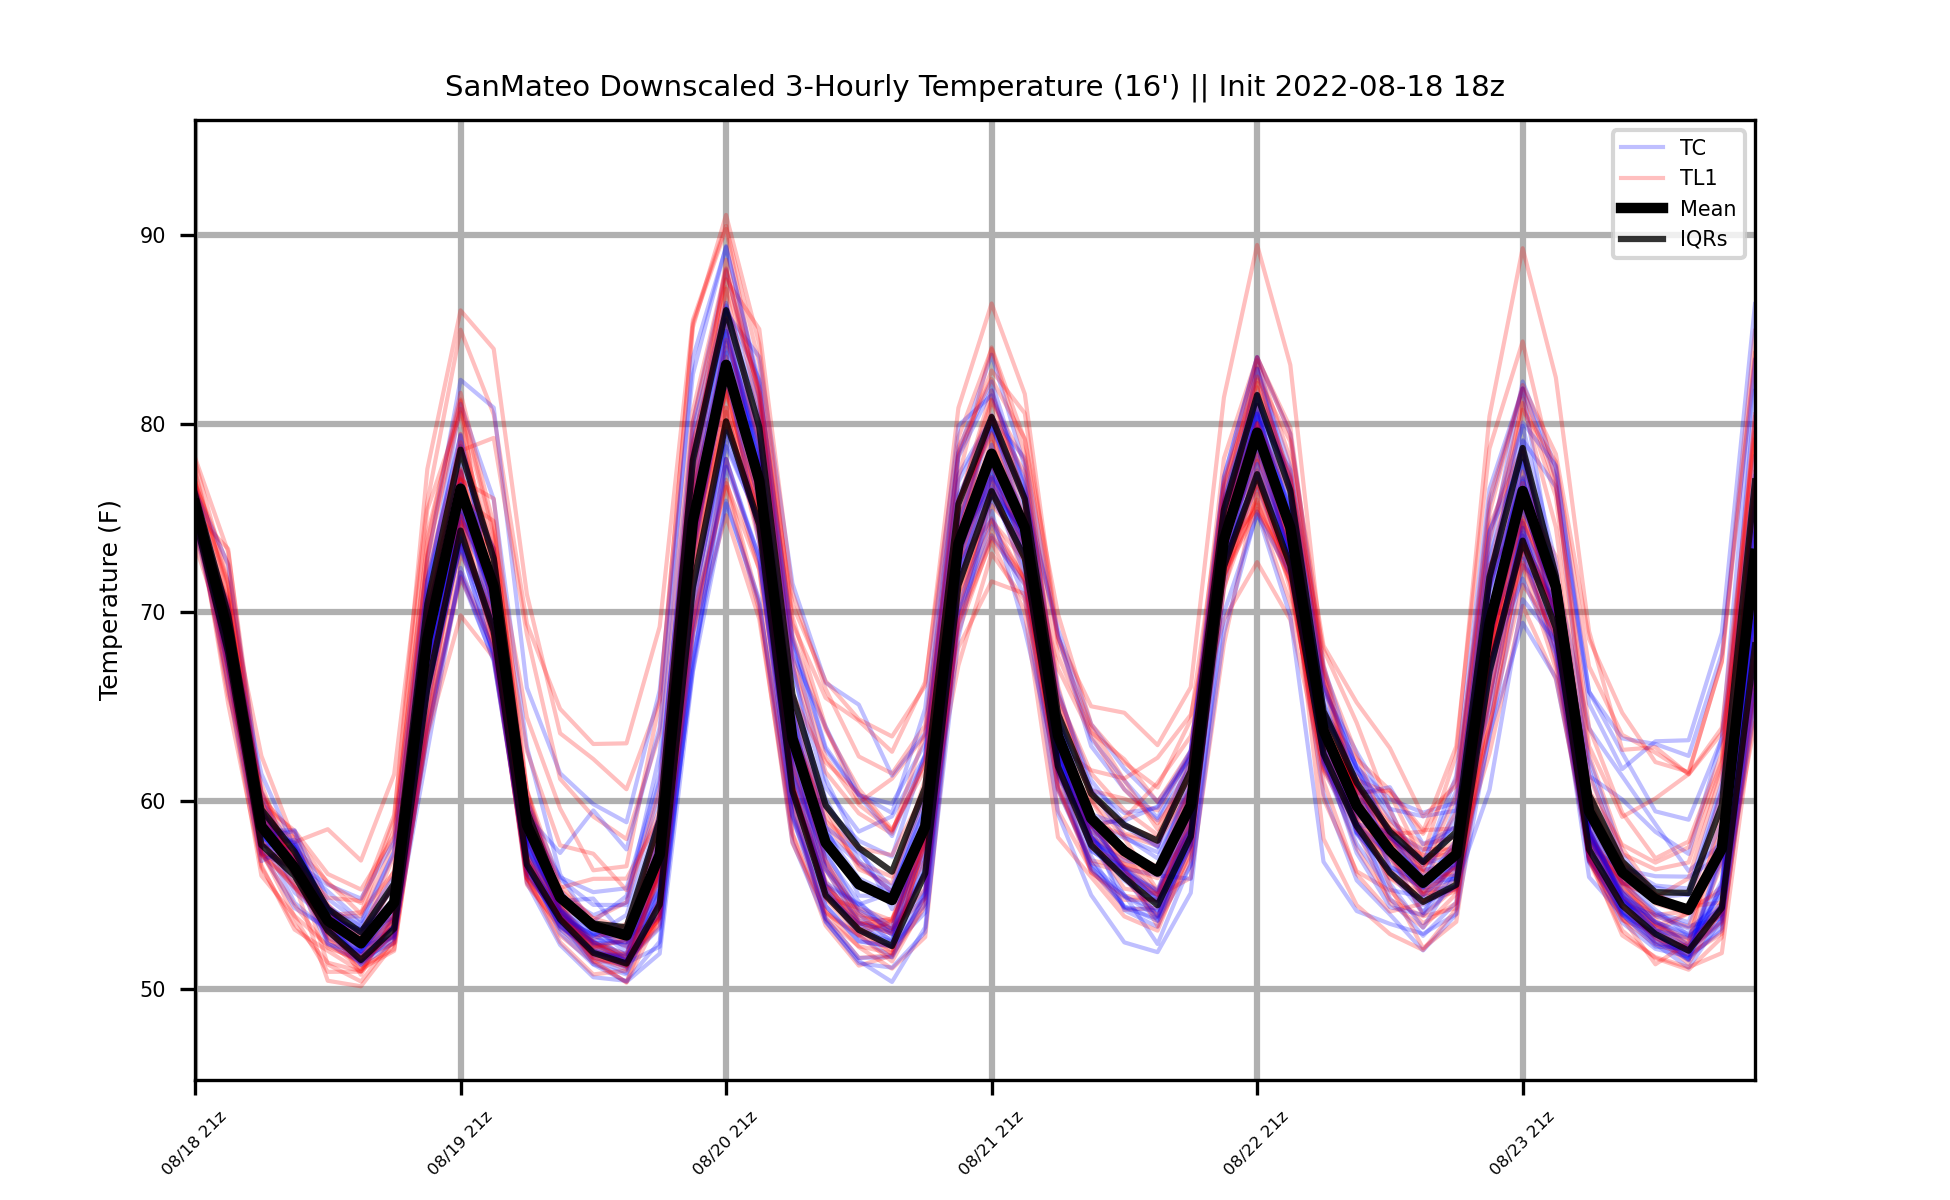 SanMateo Downscaled 3-Hourly Temperature (16') || Init 2022-08-18 18z
TC
TL1
Mean
IQRs
Temperature (F)
90
80
70
60
50
08/18 21z
08/19 21z
08/20 21z
08/21 21z
08/22 21z
08/23 21z